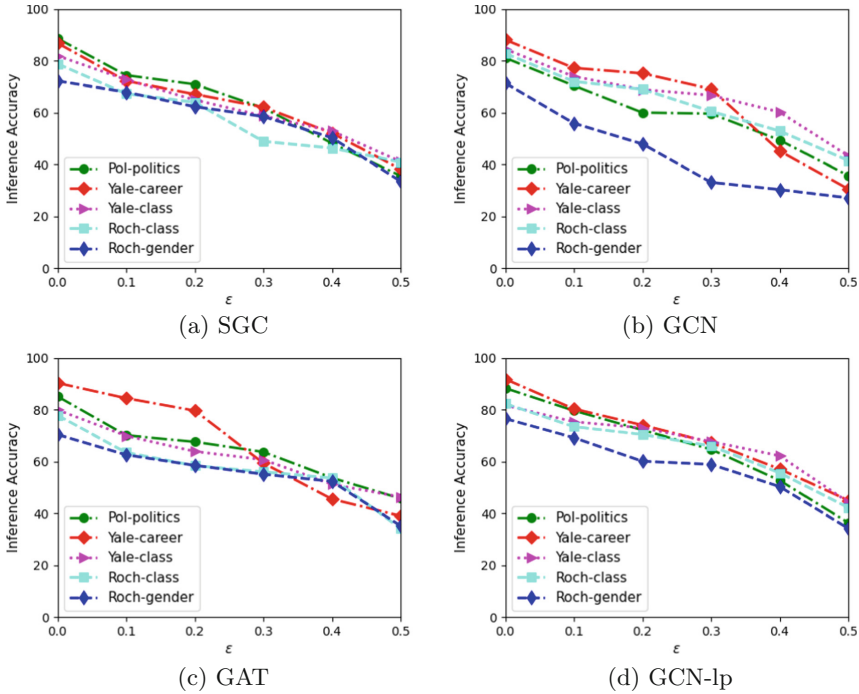 100
80
60
40
20
0
Inference Accuracy
Pol-politics
Yale-career
Yale-class
Roch-class
Roch-gender
0.0 0.1 0.2 0.3 0.4 0.5
ε
(a) SGC
100
80
60
40
20
0
Inference Accuracy
Pol-politics
Yale-career
Yale-class
Roch-class
Roch-gender
0.0 0.1 0.2 0.3 0.4 0.5
ε
(b) GCN
100
80
60
40
20
0
Inference Accuracy
Pol-politics
Yale-career
Yale-class
Roch-class
Roch-gender
0.0 0.1 0.2 0.3 0.4 0.5
ε
(c) GAT
100
80
60
40
20
0
Inference Accuracy
Pol-politics
Yale-career
Yale-class
Roch-class
Roch-gender
0.0 0.1 0.2 0.3 0.4 0.5
ε
(d) GCN-lp